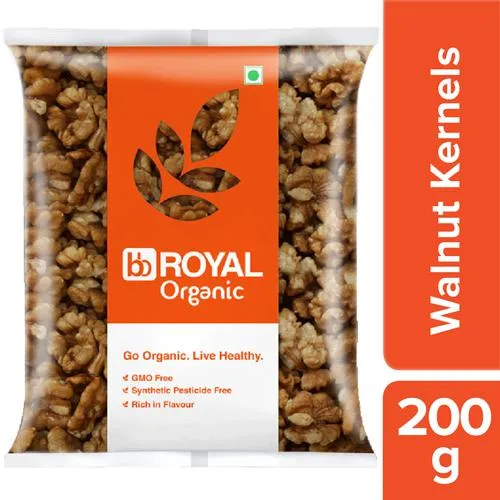 bb ROYAL
Organic
Go Organic. Live Healthy.
GMO Free
Synthetic Pesticide Free
Rich in Flavour
Walnut Kernels
200
g